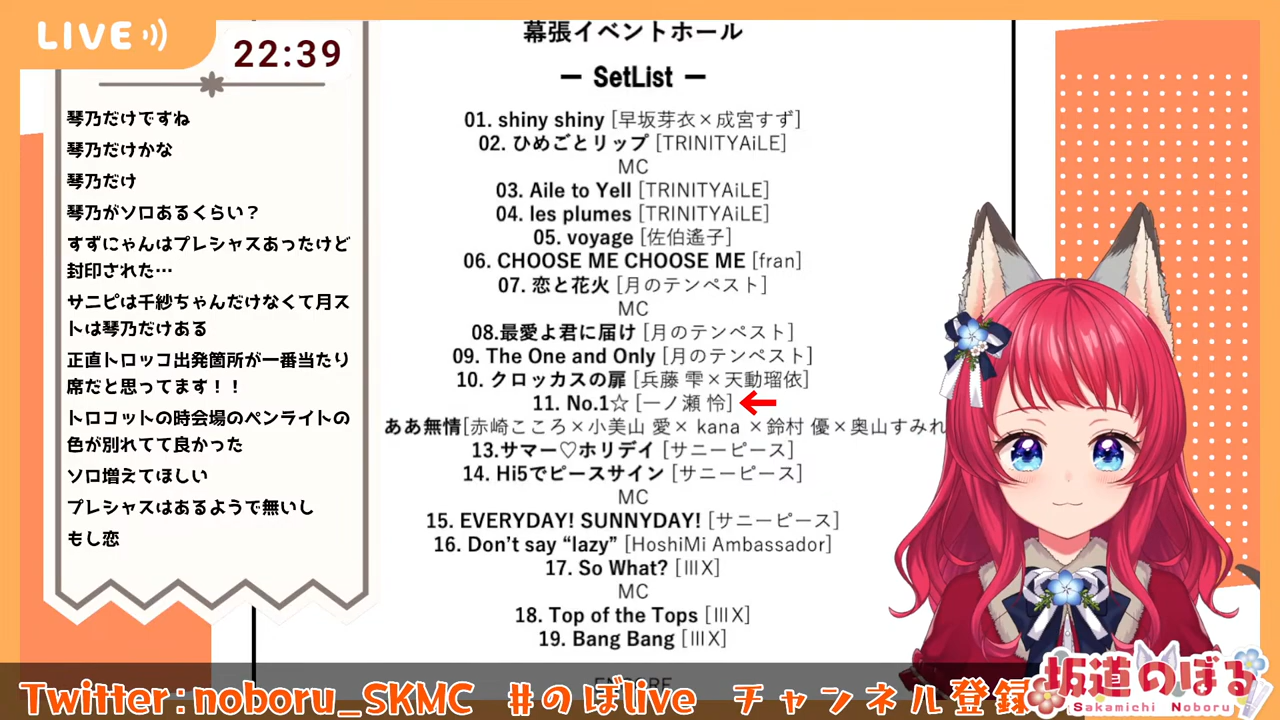 LIVE
22:39
琴乃だけですね
琴乃だけかな
琴乃だけ
琴乃がソロあるくらい？
すずにゃんはプレシャスあったけど
封印された…
サニピは千紗ちゃんだけなくて月ス
トは琴乃だけある
正直トロッコ出発箇所が一番当たり
席だと思ってます！！
トロコットの時会場のペンライトの
色が別れてて良かった
ソロ増えてほしい
プレシャスはあるようで無いし
もし恋
幕張イベントホール
ー SetList ー
01. shiny shiny [早坂芽衣×成宮すず]
02. ひめごとリップ [TRINITYAiLE]
MC
03. Aile to Yell [TRINITYAiLE]
04. les plumes [TRINITYAiLE]
05. voyage [佐伯遙子]
06. CHOOSE ME CHOOSE ME [fran]
07. 恋と花火 [月のテンペスト]
MC
08.最愛よ君に届け [月のテンペスト]
09. The One and Only [月のテンペスト]
10. クロッカスの扉 [兵藤 雫×天動瑠依]
11. No.1☆ [一ノ瀬 怜]
ああ無情[赤崎こころ×小美山 愛× kana ×鈴村 優×奥山すみれ
13.サマー♡ホリデイ [サニーピース]
14. Hi5でピースサイン [サニーピース]
MC
15. EVERYDAY! SUNNYDAY! [サニーピース]
16. Don't say “lazy” [HoshiMi Ambassador]
17. So What? [ⅢX]
MC
18. Top of the Tops [ⅢX]
19. Bang Bang [ⅢX]
ENCORE
Twitter:noboru_SKMC #のぼlive チャンネル登録
坂道のぼる
Sakamichi Noboru